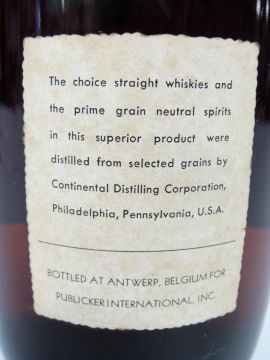 The choice straight whiskies and
the prime grain neutral spirits
in this superior product were
distilled from selected grains by
Continental Distilling Corporation,
Philadelphia, Pennsylvania, U.S.A.
BOTTLED AT ANTWERP, BELGIUM FOR
PUBLICKER INTERNATIONAL, INC.